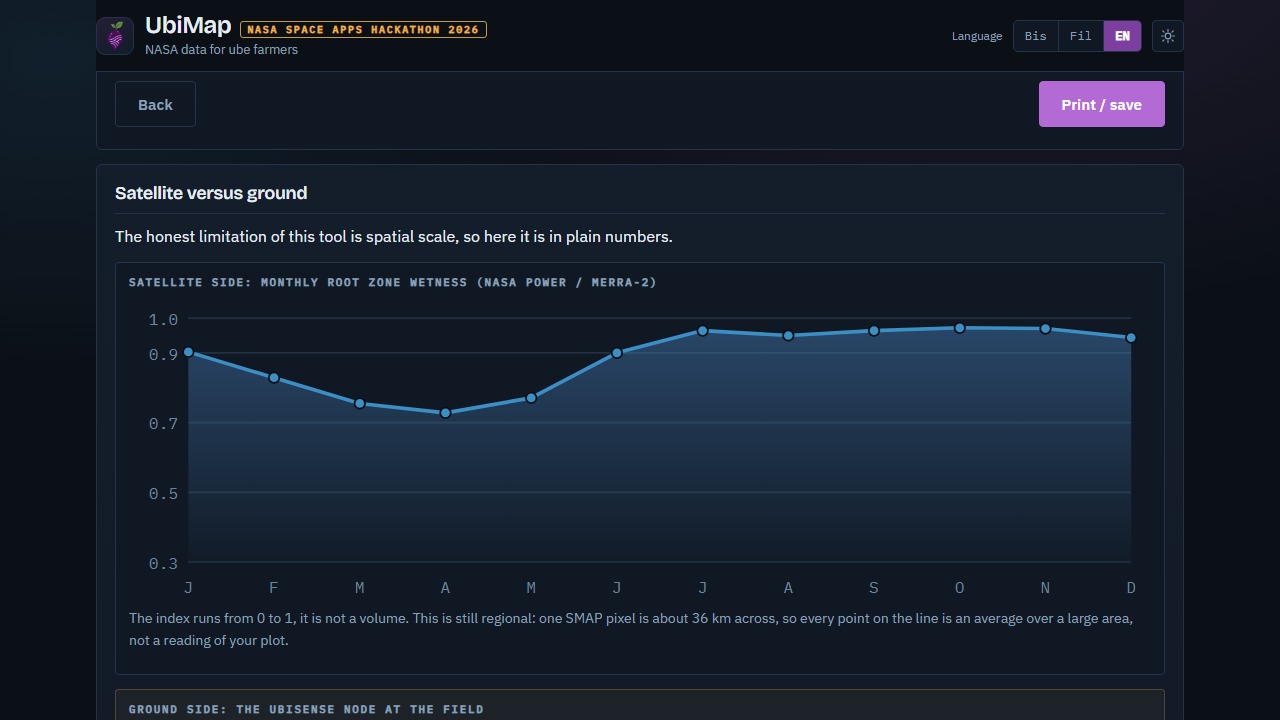 UbiMap
NASA SPACE APPS HACKATHON 2026
NASA data for ube farmers
Language
Bis
Fil
EN
Back
Print / save
Satellite versus ground
The honest limitation of this tool is spatial scale, so here it is in plain numbers.
SATELLITE SIDE: MONTHLY ROOT ZONE WETNESS (NASA POWER / MERRA-2)
1.0
0.9
0.7
0.5
0.3
J F M A M J J A S O N D
The index runs from 0 to 1, it is not a volume. This is still regional: one SMAP pixel is about 36 km across, so every point on the line is an average over a large area,
not a reading of your plot.
GROUND SIDE: THE UBISENSE NODE AT THE FIELD